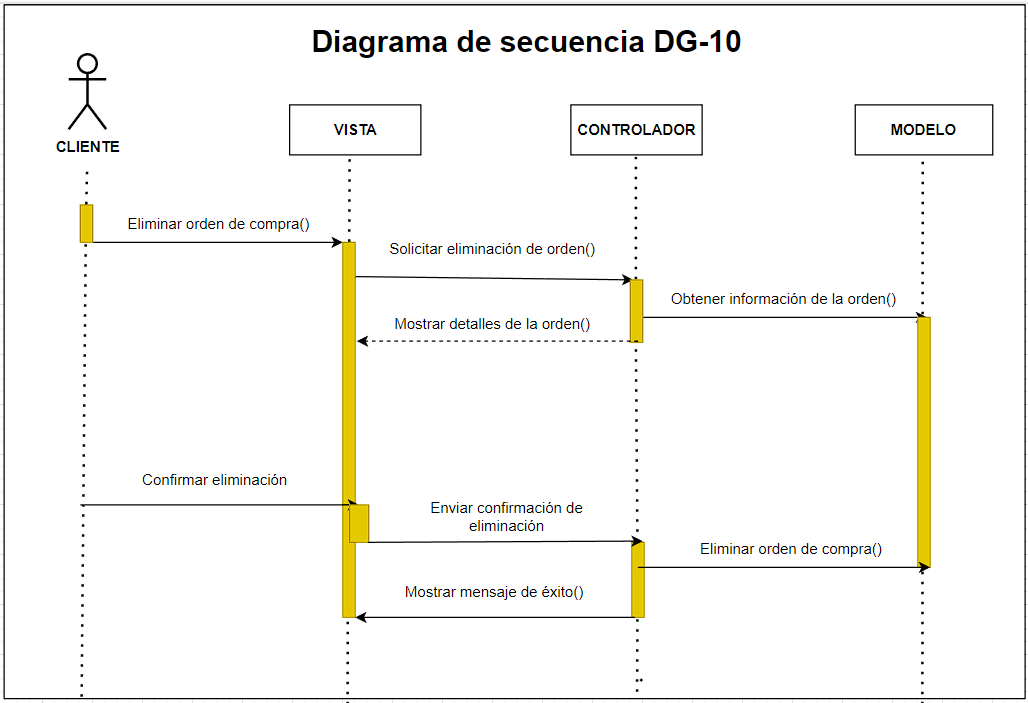 Diagrama de secuencia DG-10
CLIENTE
VISTA
CONTROLADOR
MODELO
Eliminar orden de compra()
Solicitar eliminación de orden()
Obtener información de la orden()
Mostrar detalles de la orden()
Confirmar eliminación
Enviar confirmación de
eliminación
Eliminar orden de compra()
Mostrar mensaje de éxito()